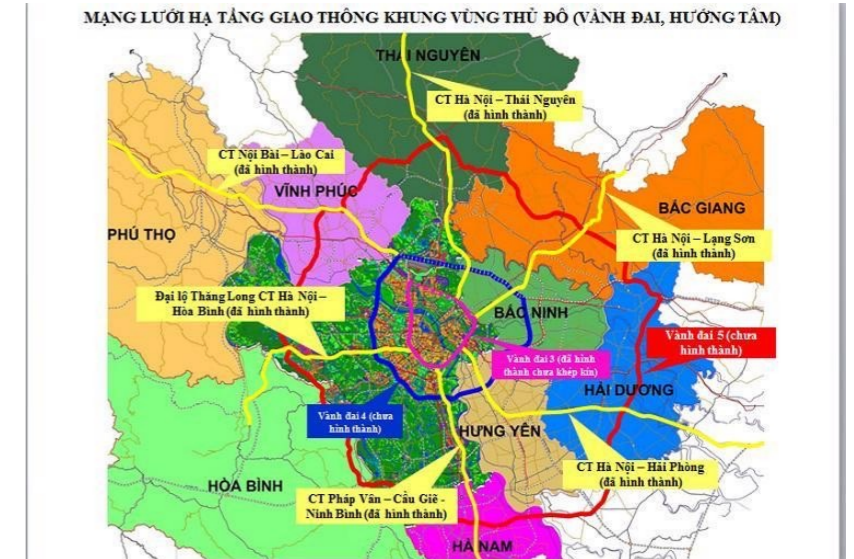 MẠNG LƯỚI HẠ TẦNG GIAO THÔNG KHUNG VÙNG THỦ ĐÔ (VÀNH ĐAI, HƯỚNG TÂM)
THÁI NGUYÊN
CT Hà Nội – Thái Nguyên
(đã hình thành)
CT Nội Bài – Lào Cai
(đã hình thành)
VĨNH PHÚC
BẮC GIANG
PHÚ THỌ
CT Hà Nội – Lạng Sơn
(đã hình thành)
Đại lộ Thăng Long CT Hà Nội –
Hòa Bình (đã hình thành)
BẮC NINH
Vành đai 5 (chưa
hình thành)
Vành đai 3 (đã hình
thành chưa khép kín)
HẢI DƯƠNG
Vành đai 4 (chưa
hình thành)
HƯNG YÊN
CT Hà Nội – Hải Phòng
(đã hình thành)
HÒA BÌNH
CT Pháp Vân – Cầu Giẽ -
Ninh Bình (đã hình thành)
HÀ NAM